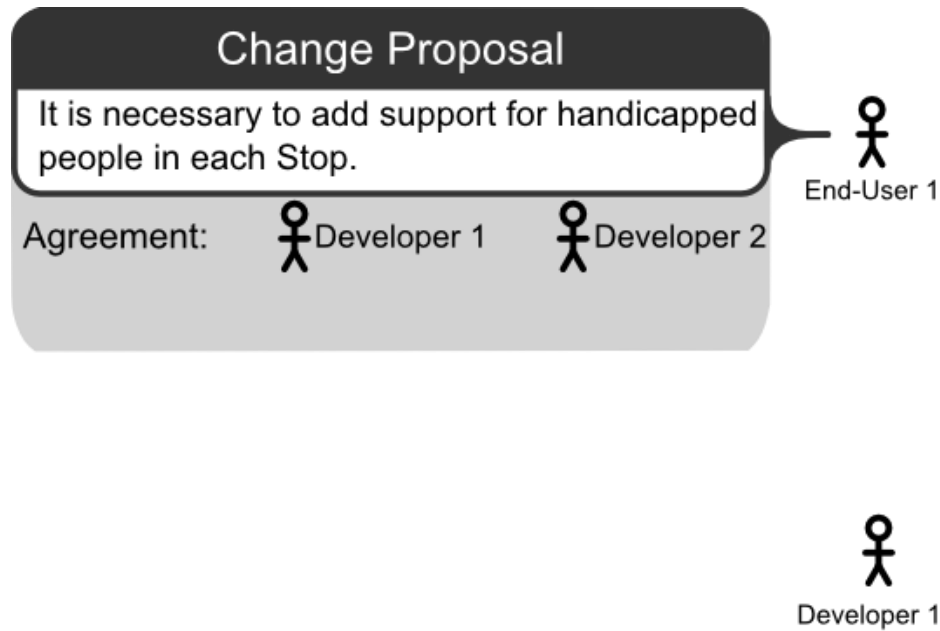 Change Proposal
It is necessary to add support for handicapped
people in each Stop.
End-User 1
Agreement: Developer 1 Developer 2
Developer 1